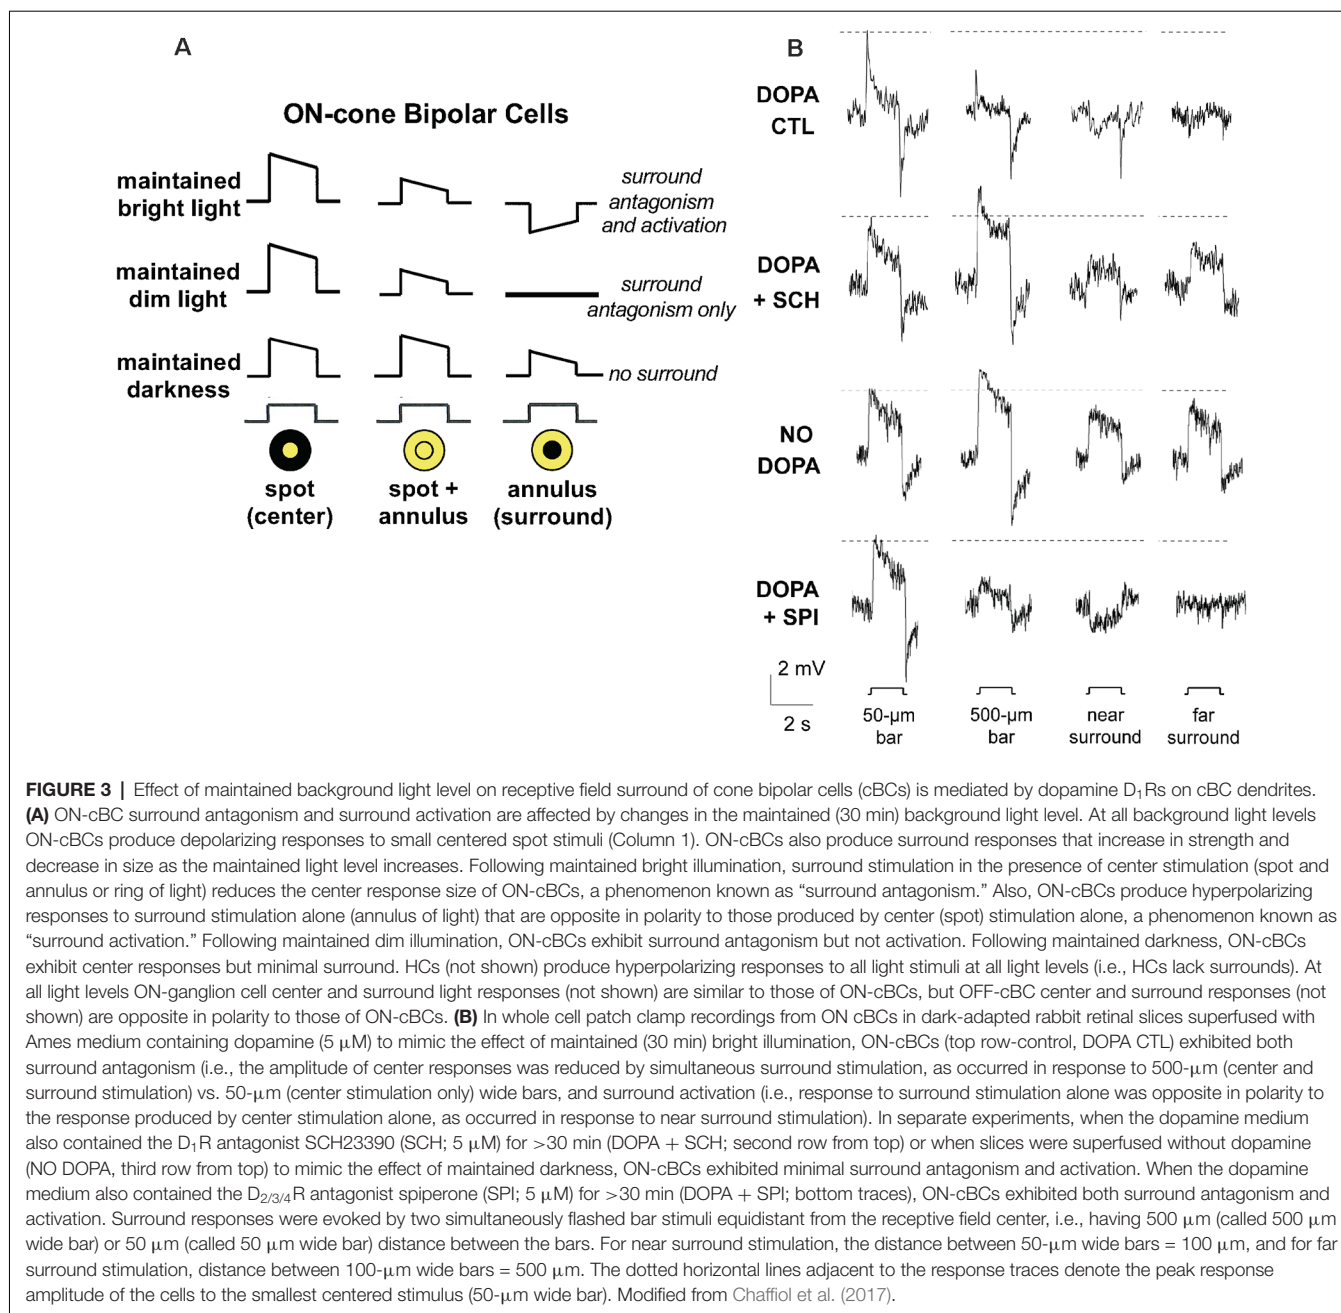 A
ON-cone Bipolar Cells
maintained
bright light
surround
antagonism
and activation
maintained
dim light
surround
antagonism only
maintained
darkness
no surround
spot
(center)
spot +
annulus
annulus
(surround)
B
DOPA
CTL
DOPA
+ SCH
NO
DOPA
DOPA
+ SPI
2 mV
2 s
50-µm
bar
500-µm
bar
near
surround
far
surround
FIGURE 3 | Effect of maintained background light level on receptive field surround of cone bipolar cells (cBCs) is mediated by dopamine D₁Rs on cBC dendrites.
(A) ON-cBC surround antagonism and surround activation are affected by changes in the maintained (30 min) background light level. At all background light levels
ON-cBCs produce depolarizing responses to small centered spot stimuli (Column 1). ON-cBCs also produce surround responses that increase in strength and
decrease in size as the maintained light level increases. Following maintained bright illumination, surround stimulation in the presence of center stimulation (spot and
annulus or ring of light) reduces the center response size of ON-cBCs, a phenomenon known as “surround antagonism.” Also, ON-cBCs produce hyperpolarizing
responses to surround stimulation alone (annulus of light) that are opposite in polarity to those produced by center (spot) stimulation alone, a phenomenon known as
“surround activation.” Following maintained dim illumination, ON-cBCs exhibit surround antagonism but not activation. Following maintained darkness, ON-cBCs
exhibit center responses but minimal surround. HCs (not shown) produce hyperpolarizing responses to all light stimuli at all light levels (i.e., HCs lack surrounds). At
all light levels ON-ganglion cell center and surround light responses (not shown) are similar to those of ON-cBCs, but OFF-cBC center and surround responses (not
shown) are opposite in polarity to those of ON-cBCs. (B) In whole cell patch clamp recordings from ON cBCs in dark-adapted rabbit retinal slices superfused with
Ames medium containing dopamine (5 µM) to mimic the effect of maintained (30 min) bright illumination, ON-cBCs (top row-control, DOPA CTL) exhibited both
surround antagonism (i.e., the amplitude of center responses was reduced by simultaneous surround stimulation, as occurred in response to 500-µm (center and
surround stimulation) vs. 50-µm (center stimulation only) wide bars, and surround activation (i.e., response to surround stimulation alone was opposite in polarity to
the response produced by center stimulation alone, as occurred in response to near surround stimulation). In separate experiments, when the dopamine medium
also contained the D₁R antagonist SCH23390 (SCH; 5 µM) for >30 min (DOPA + SCH; second row from top) or when slices were superfused without dopamine
(NO DOPA, third row from top) to mimic the effect of maintained darkness, ON-cBCs exhibited minimal surround antagonism and activation. When the dopamine
medium also contained the D₂/₃/₄R antagonist spiperone (SPI; 5 µM) for >30 min (DOPA + SPI; bottom traces), ON-cBCs exhibited both surround antagonism and
activation. Surround responses were evoked by two simultaneously flashed bar stimuli equidistant from the receptive field center, i.e., having 500 µm (called 500 µm
wide bar) or 50 µm (called 50 µm wide bar) distance between the bars. For near surround stimulation, the distance between 50-µm wide bars = 100 µm, and for far
surround stimulation, distance between 100-µm wide bars = 500 µm. The dotted horizontal lines adjacent to the response traces denote the peak response
amplitude of the cells to the smallest centered stimulus (50-µm wide bar). Modified from Chaffiol et al. (2017).